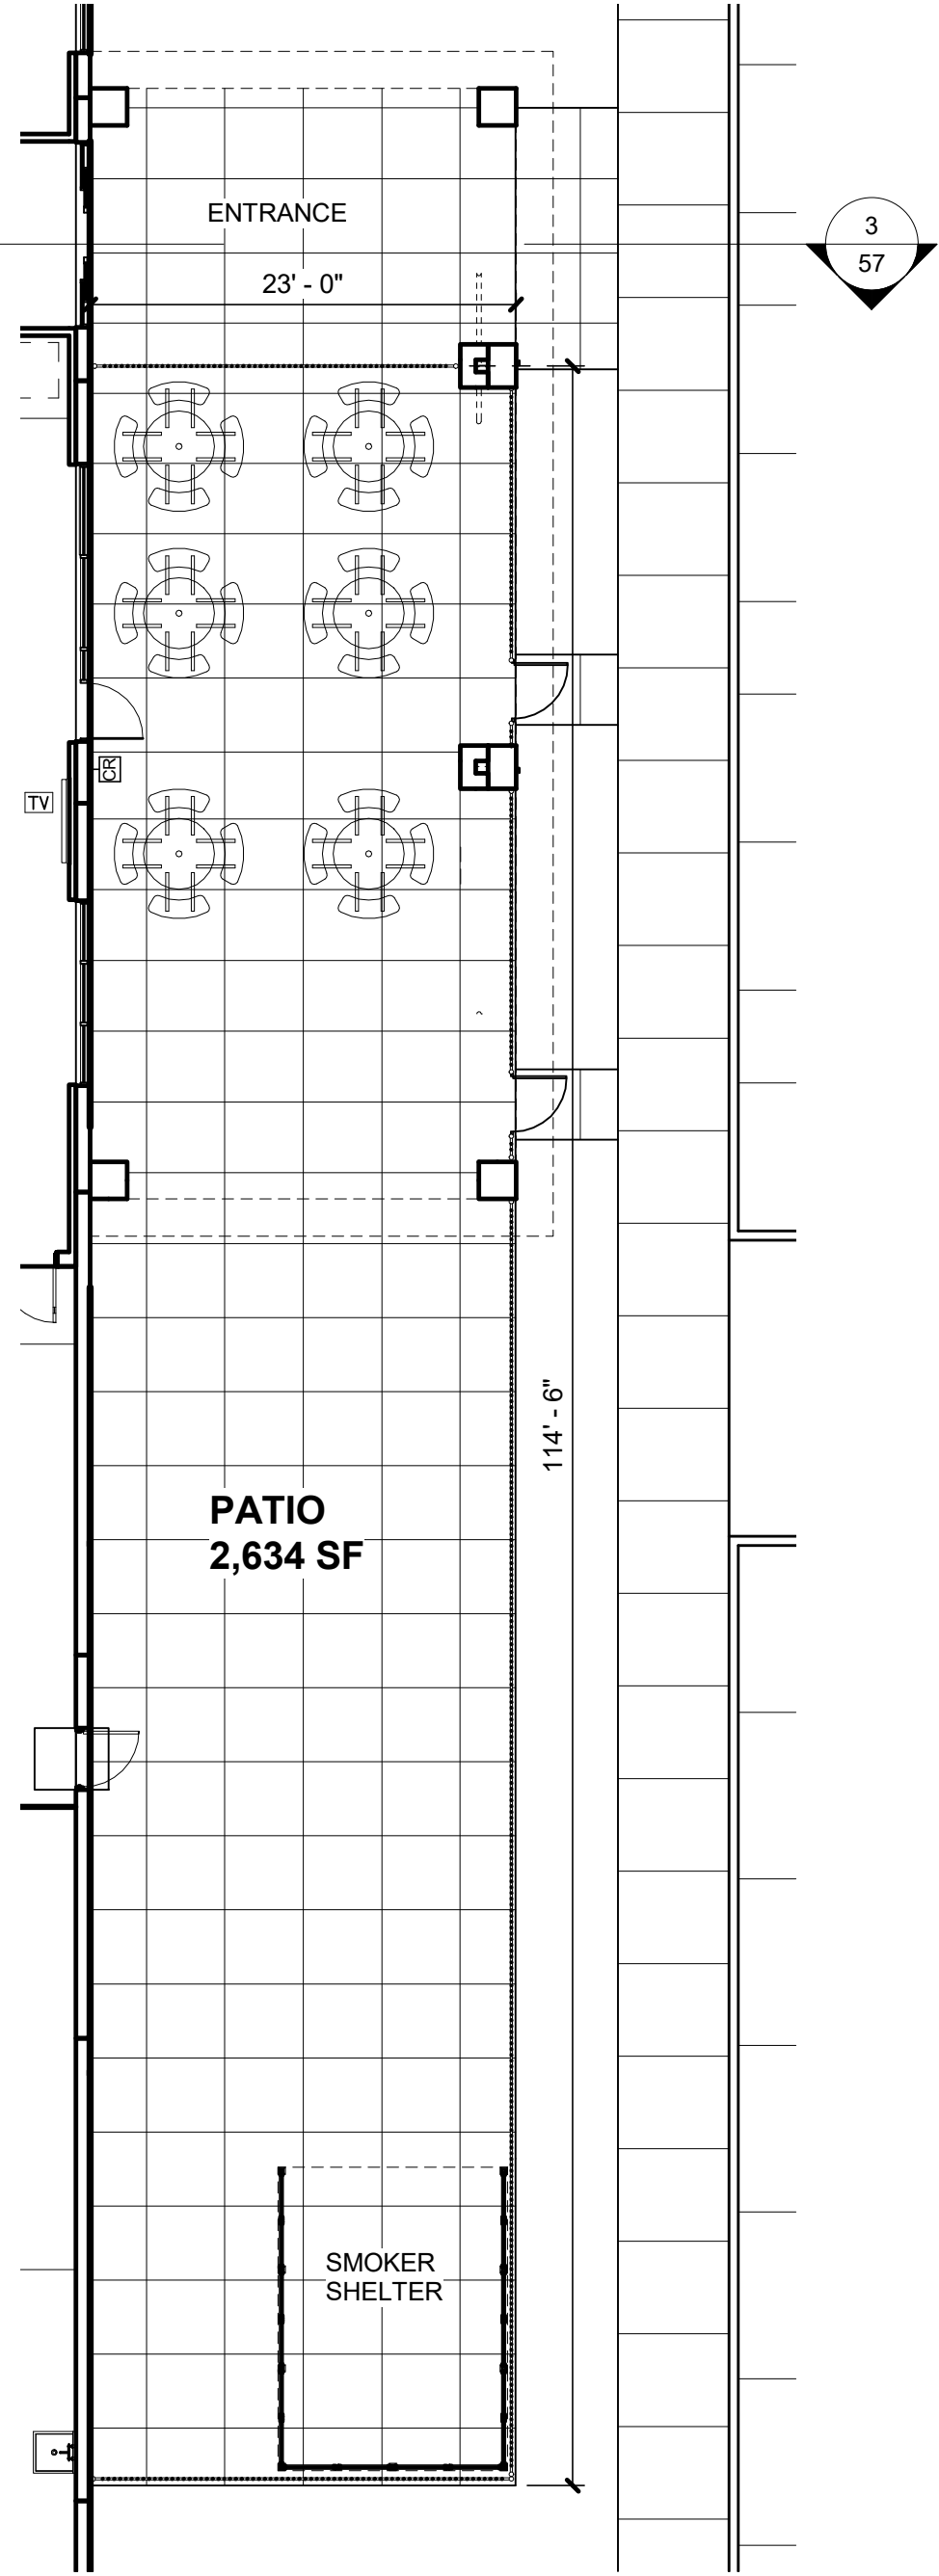 ENTRANCE
3
57
23' - 0"
CR
TV
114' - 6"
PATIO
2,634 SF
SMOKER
SHELTER